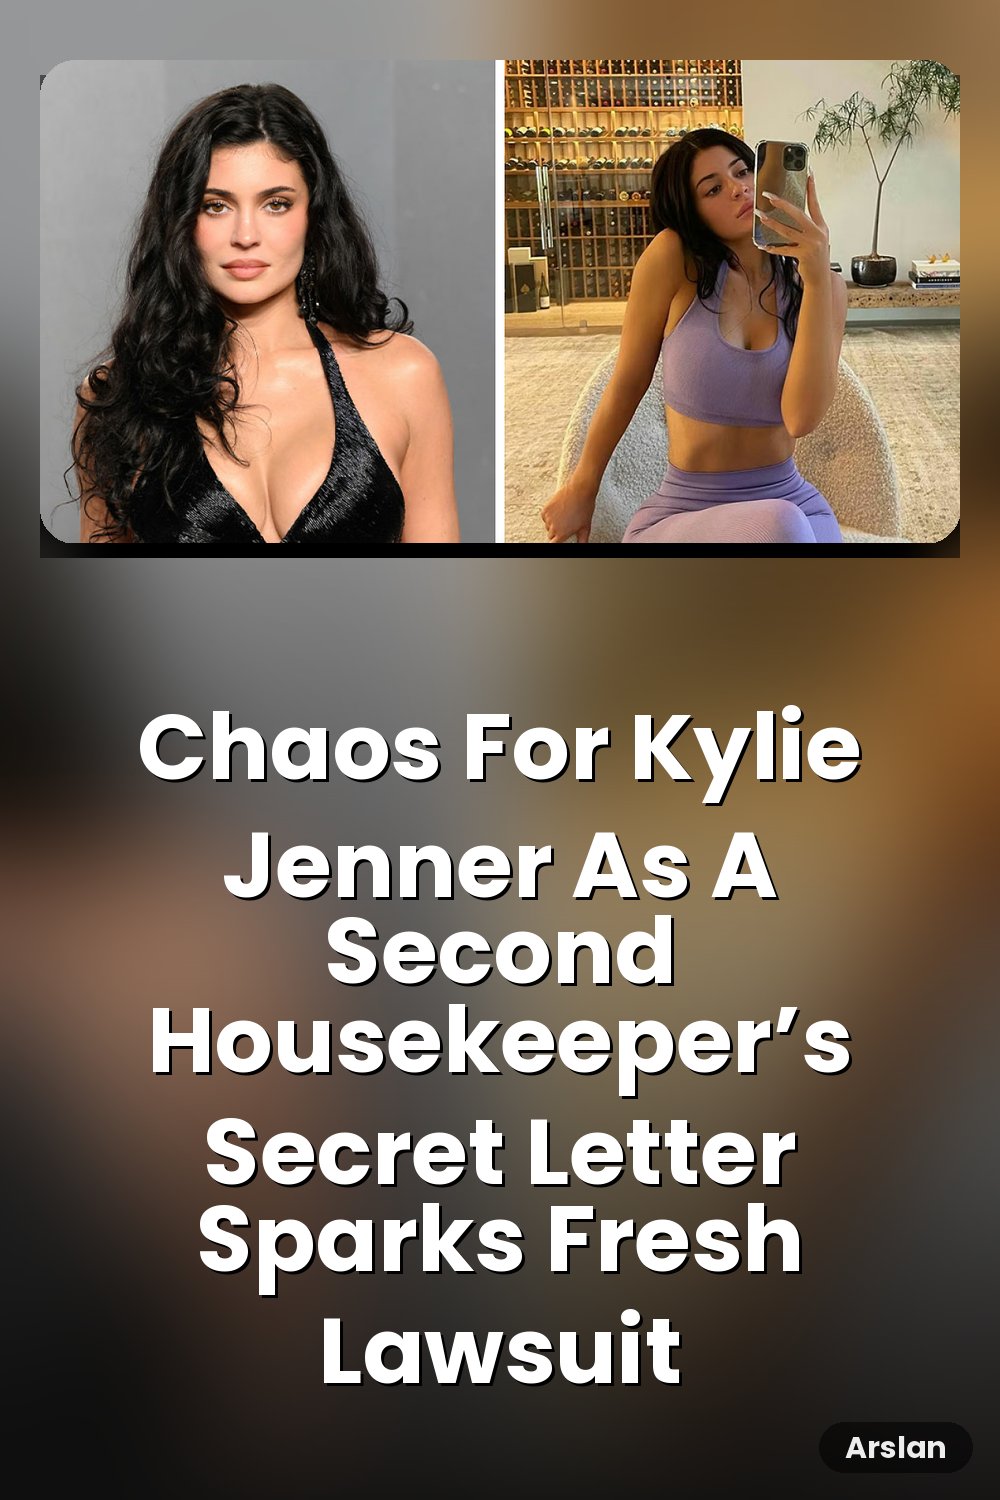 Chaos For Kylie
Jenner As A
Second
Housekeeper’s
Secret Letter
Sparks Fresh
Lawsuit
Arslan